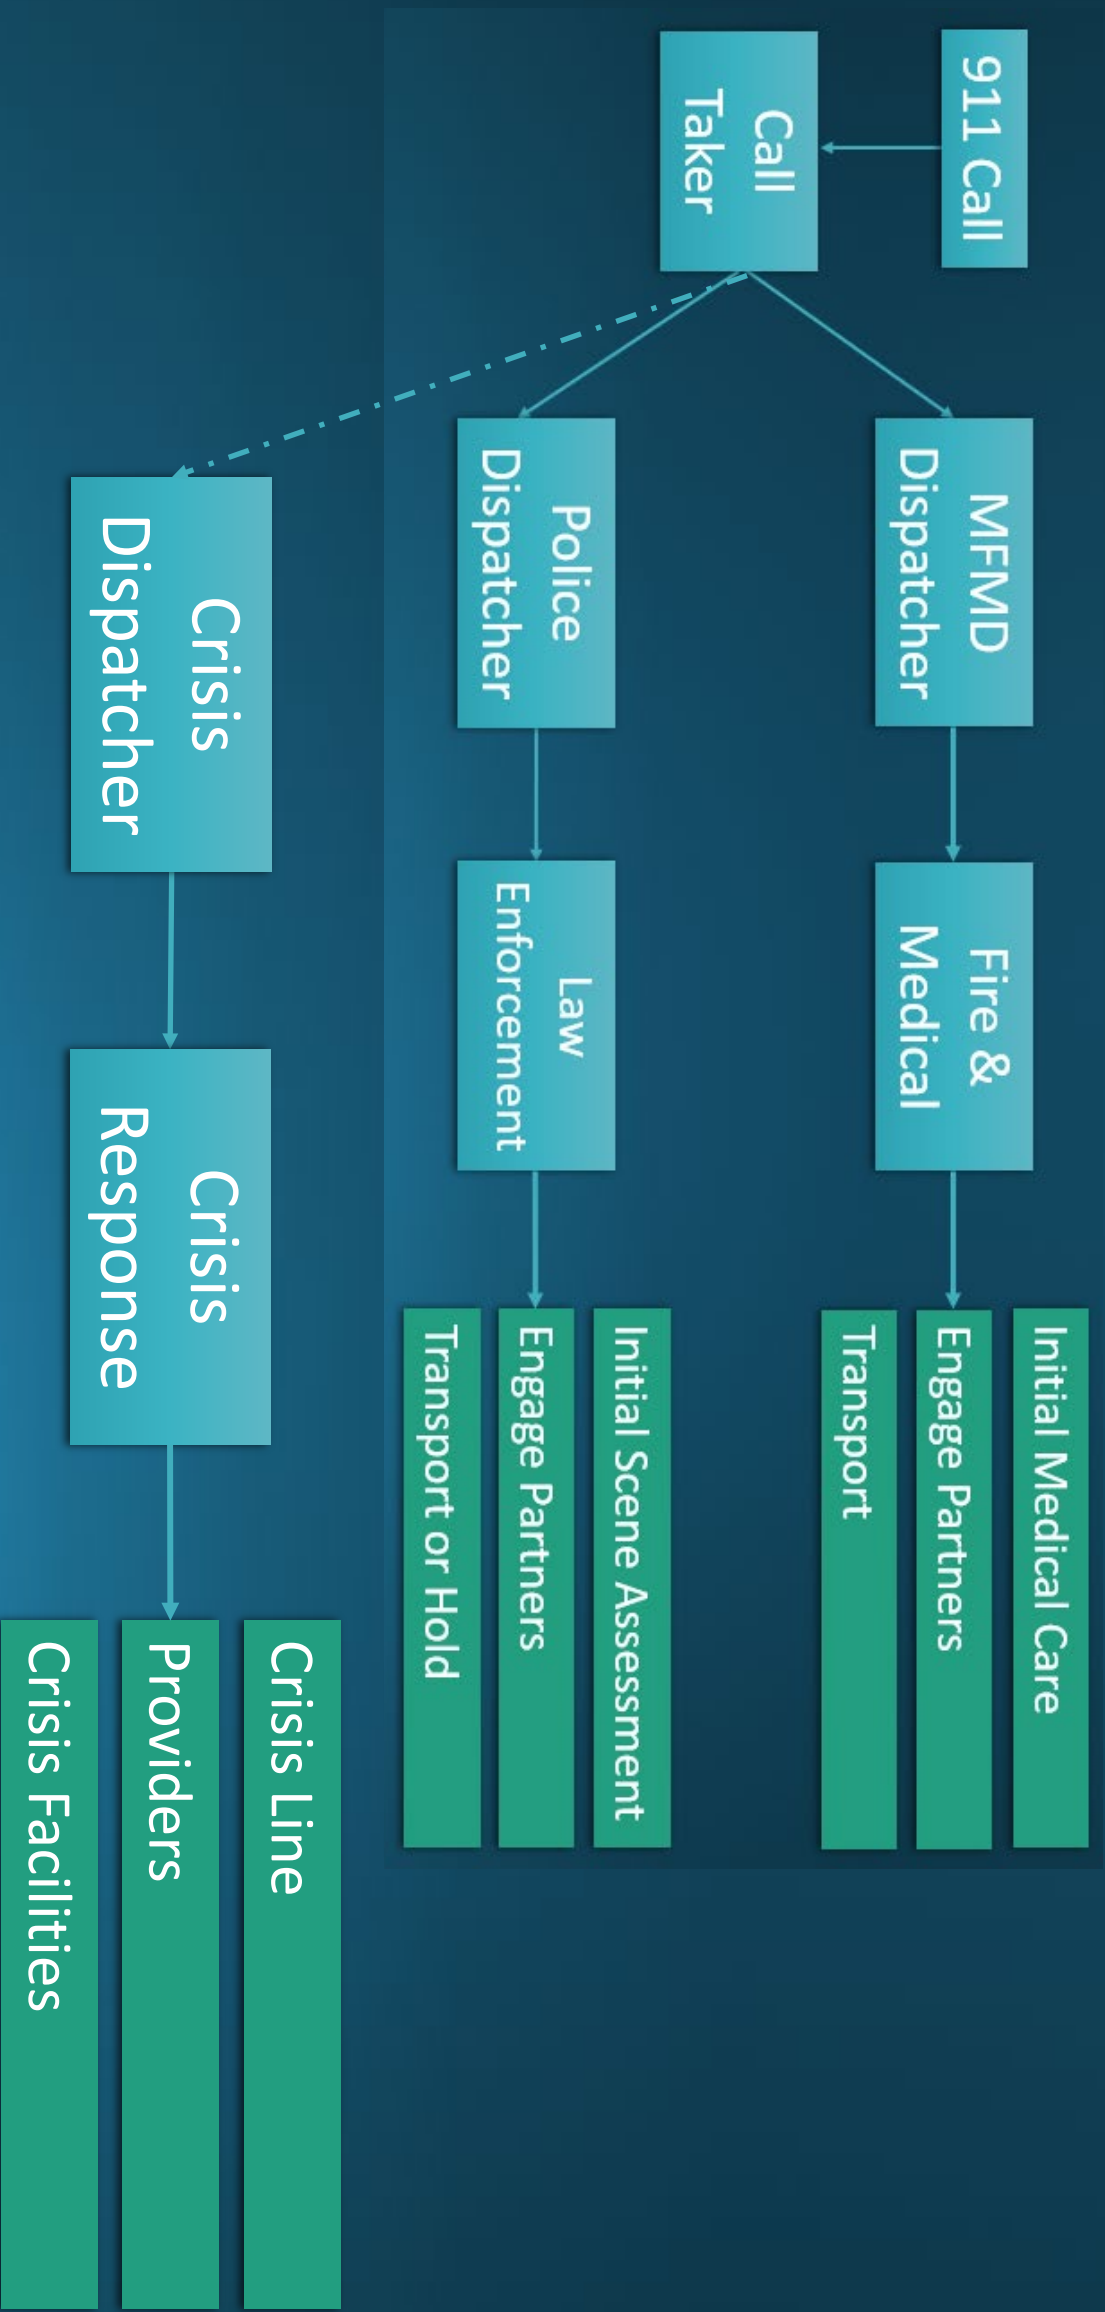 911 Call
Call
Taker
MFMD
Dispatcher
Fire &
Medical
Initial Medical Care
Engage Partners
Transport
Police
Dispatcher
Law
Enforcement
Initial Scene Assessment
Engage Partners
Transport or Hold
Crisis
Dispatcher
Crisis
Response
Crisis Line
Providers
Crisis Facilities